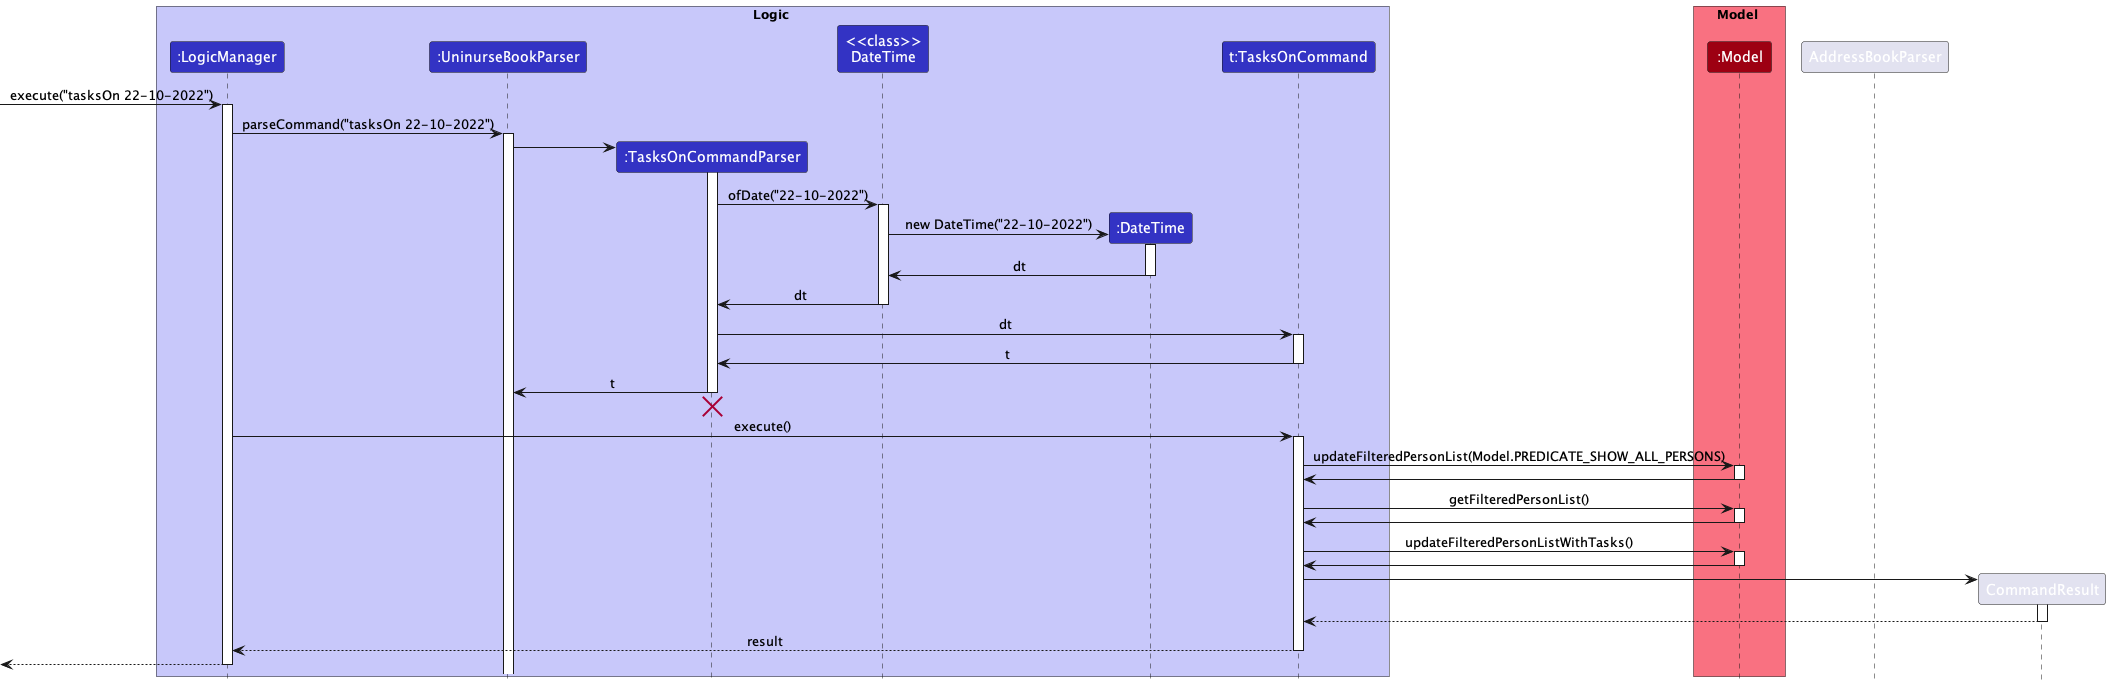 Logic
Model
<<class>>
DateTime
:LogicManager
:UninurseBookParser
t:TasksOnCommand
:Model
AddressBookParser
execute("tasksOn 22-10-2022")
parseCommand("tasksOn 22-10-2022")
:TasksOnCommandParser
ofDate("22-10-2022")
new DateTime("22-10-2022")
:DateTime
dt
dt
dt
t
t
execute()
updateFilteredPersonList(Model.PREDICATE_SHOW_ALL_PERSONS)
getFilteredPersonList()
updateFilteredPersonListWithTasks()
CommandResult
result